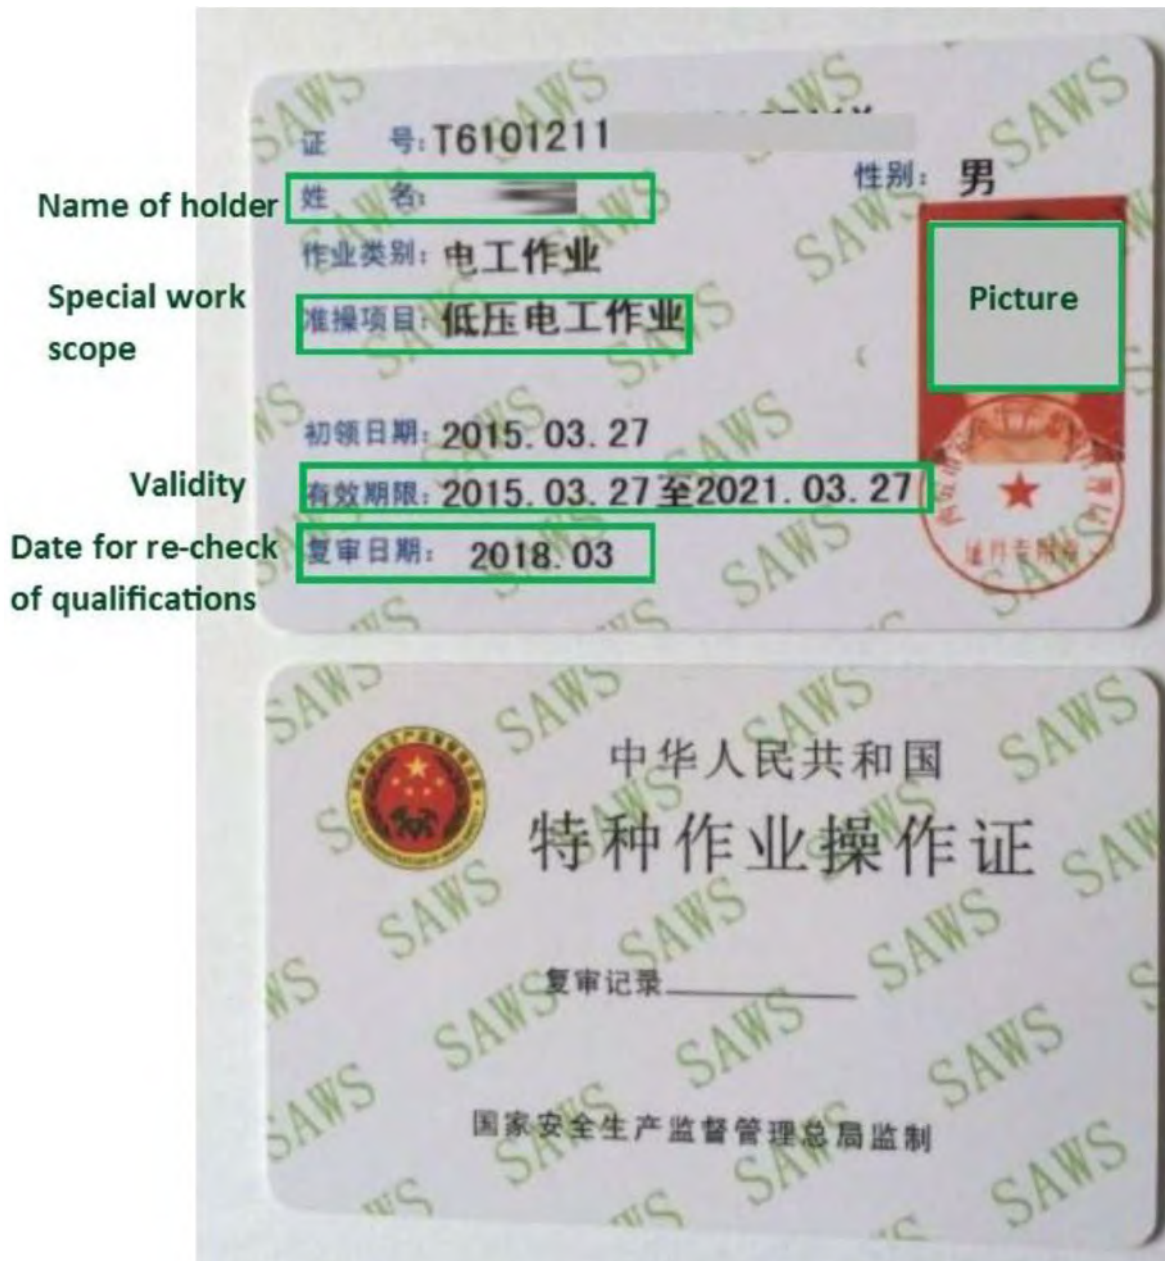 证 号: T6101211
性别: 男
Name of holder
姓 名:
作业类别: 电工作业
Special work scope
准操项目: 低压电工作业
Picture
初领日期: 2015. 03. 27
Validity
有效期限: 2015. 03. 27至2021. 03. 27
Date for re-check of qualifications
复审日期: 2018. 03
SAWS
中华人民共和国
特种作业操作证
复审记录
国家安全生产监督管理总局监制